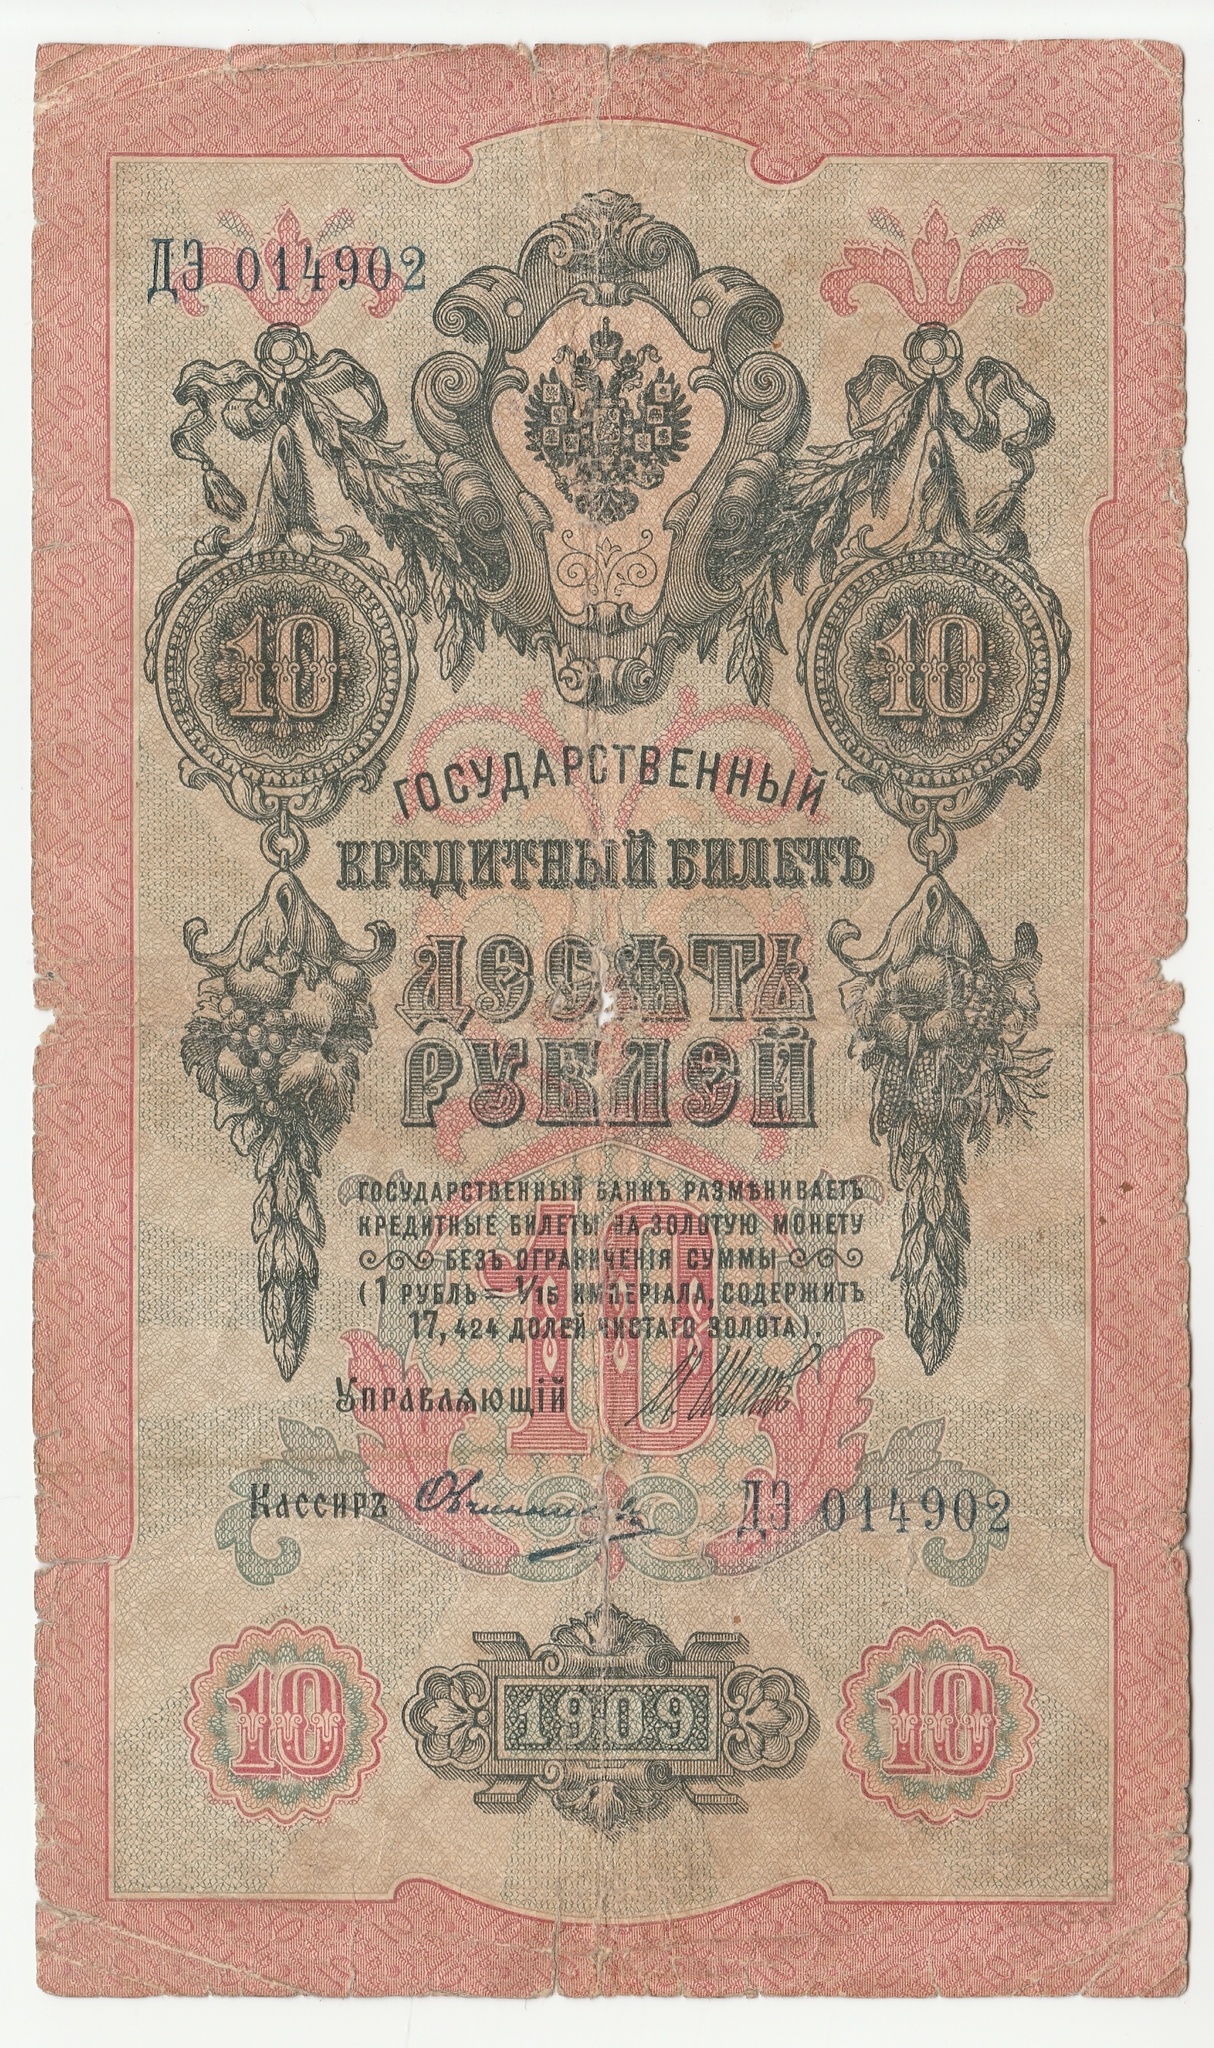 ДЭ 014902
10 10
ГОСУДАРСТВЕННЫЙ
КРЕДИТНЫЙ БИЛЕТЪ
ДЕСЯТЬ
РУБЛЕЙ
ГОСУДАРСТВЕННЫЙ БАНКЪ РАЗМѢНИВАЕТЪ
КРЕДИТНЫЕ БИЛЕТЫ НА ЗОЛОТУЮ МОНЕТУ
БЕЗЪ ОГРАНИЧЕНІЯ СУММЫ
(1 РУБЛЬ = 1/15 ИМПЕРІАЛА, СОДЕРЖИТЪ
17,424 ДОЛЕЙ ЧИСТАГО ЗОЛОТА).
10
Управляющій
Кассиръ Овчинников ДЭ 014902
10 1909 10